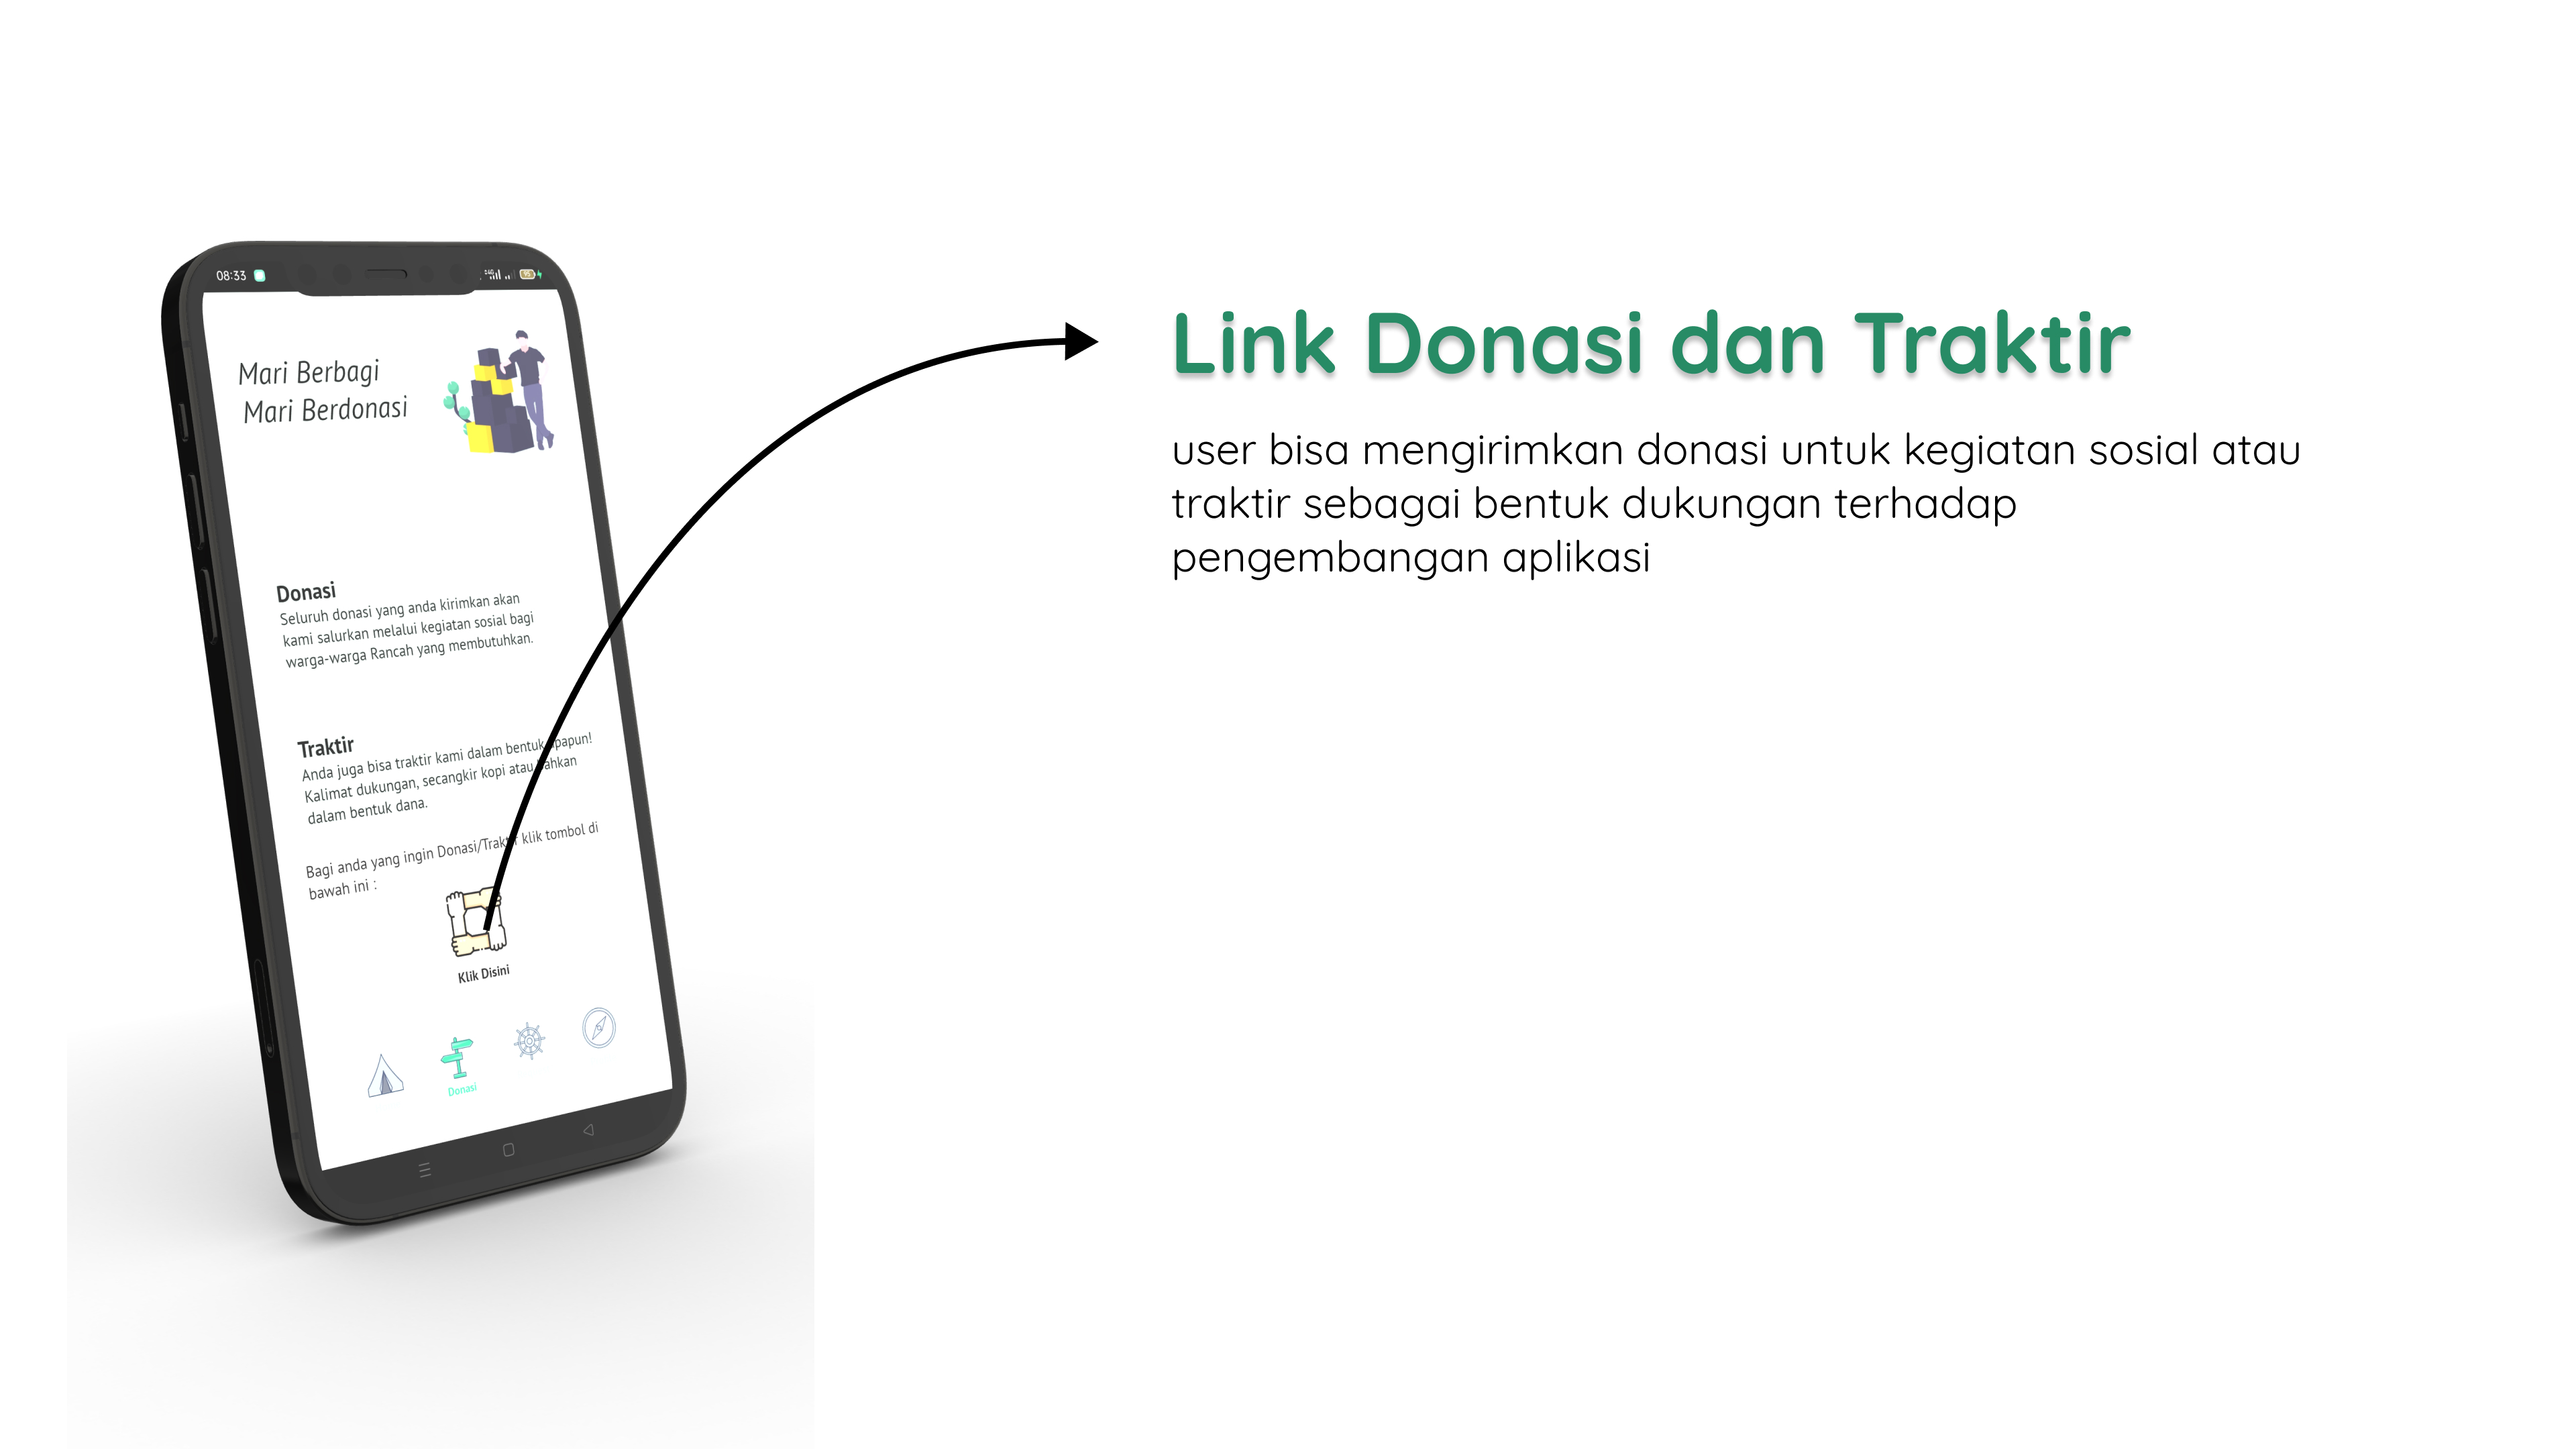 08:33
Mari Berbagi
Mari Berdonasi
Donasi
Seluruh donasi yang anda kirimkan akan
kami salurkan melalui kegiatan sosial bagi
warga-warga Rancah yang membutuhkan.
Traktir
Anda juga bisa traktir kami dalam bentuk apapun!
Kalimat dukungan, secangkir kopi atau bahkan
dalam bentuk dana.
Bagi anda yang ingin Donasi/Traktir klik tombol di
bawah ini :
Klik Disini
Donasi
Link Donasi dan Traktir
user bisa mengirimkan donasi untuk kegiatan sosial atau
traktir sebagai bentuk dukungan terhadap
pengembangan aplikasi